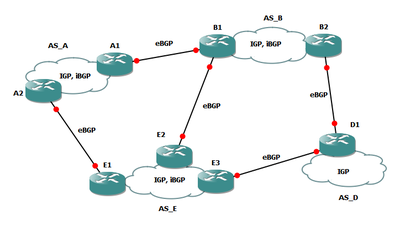 B1
AS_B
B2
eBGP
AS_A
A1
IGP, iBGP
IGP, iBGP
A2
eBGP
eBGP
eBGP
E2
D1
eBGP
E1
E3
IGP, iBGP
IGP
AS_E
AS_D